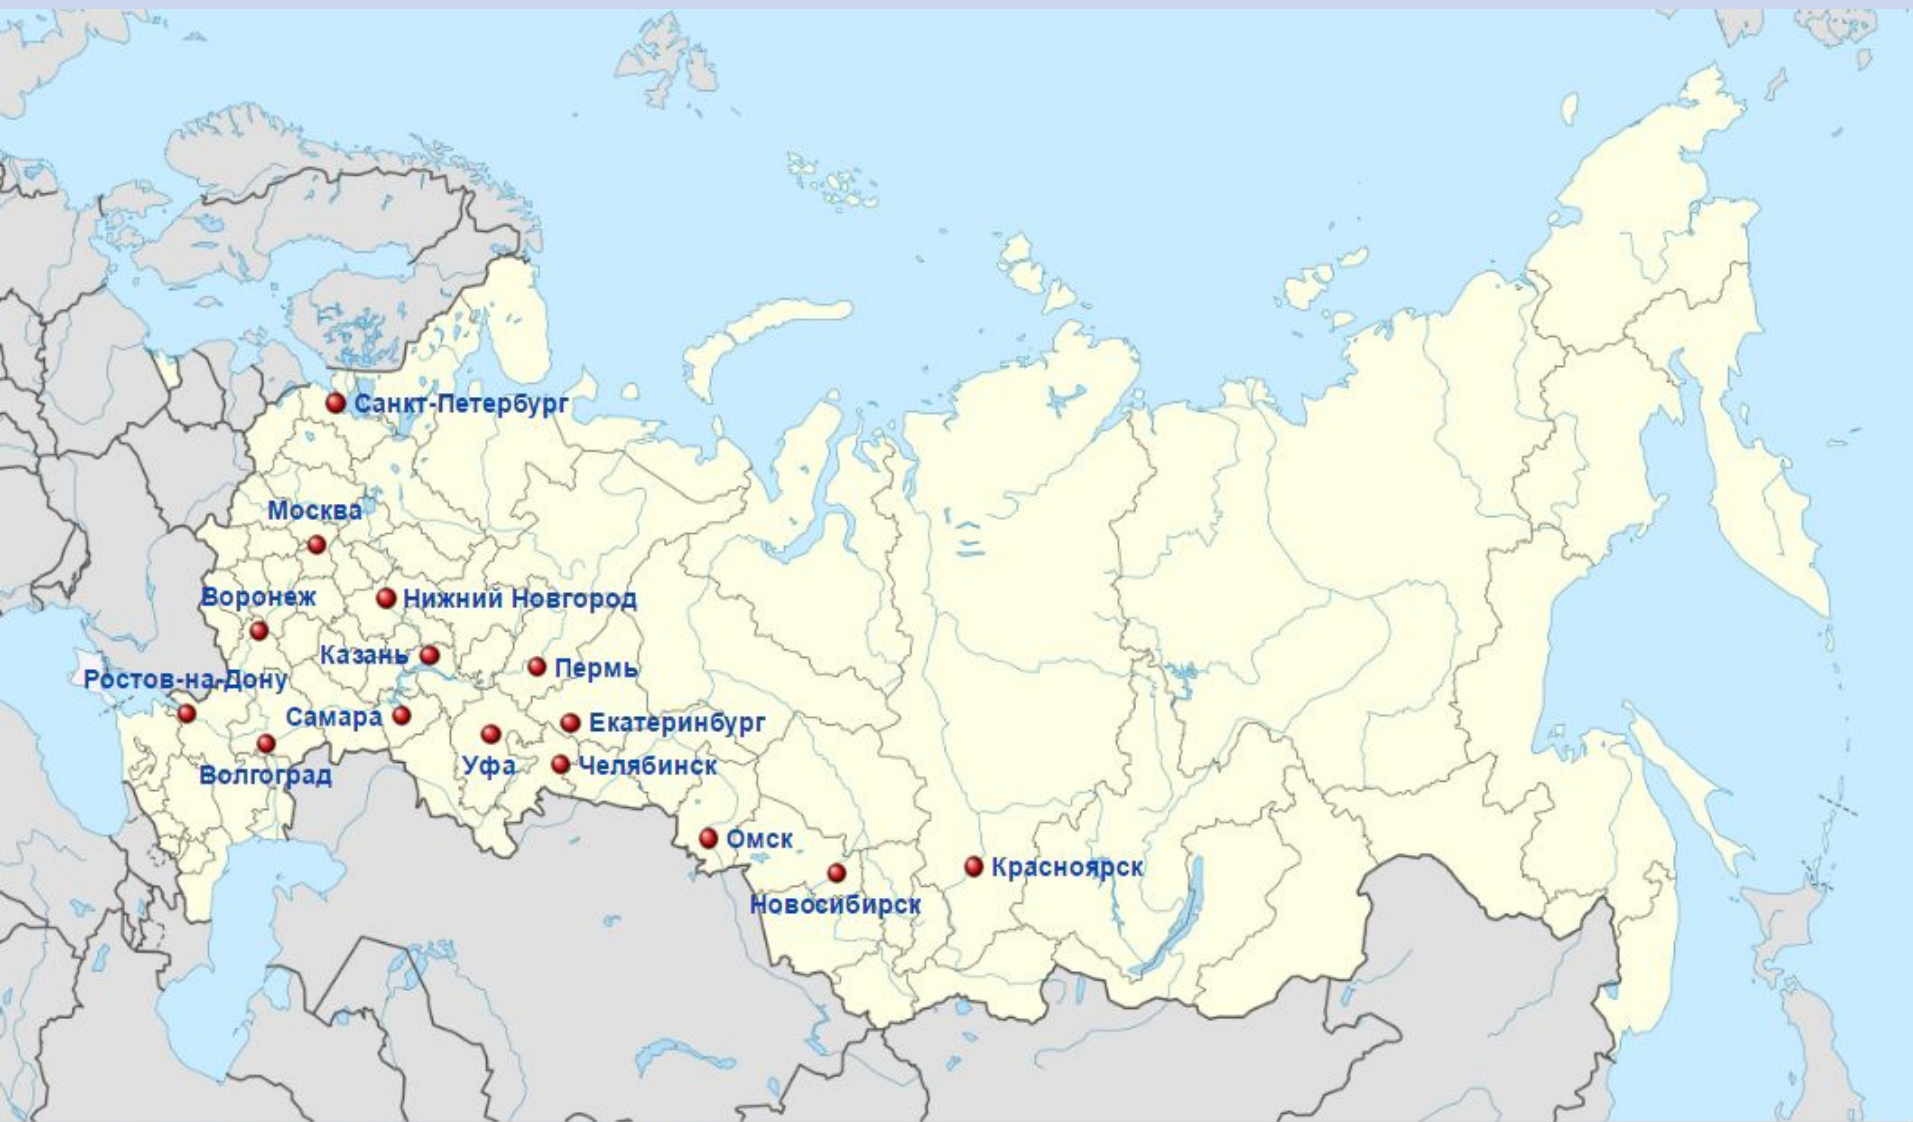 Санкт-Петербург
Москва
Воронеж
Нижний Новгород
Казань
Пермь
Ростов-на-Дону
Самара
Екатеринбург
Уфа
Челябинск
Волгоград
Омск
Красноярск
Новосибирск